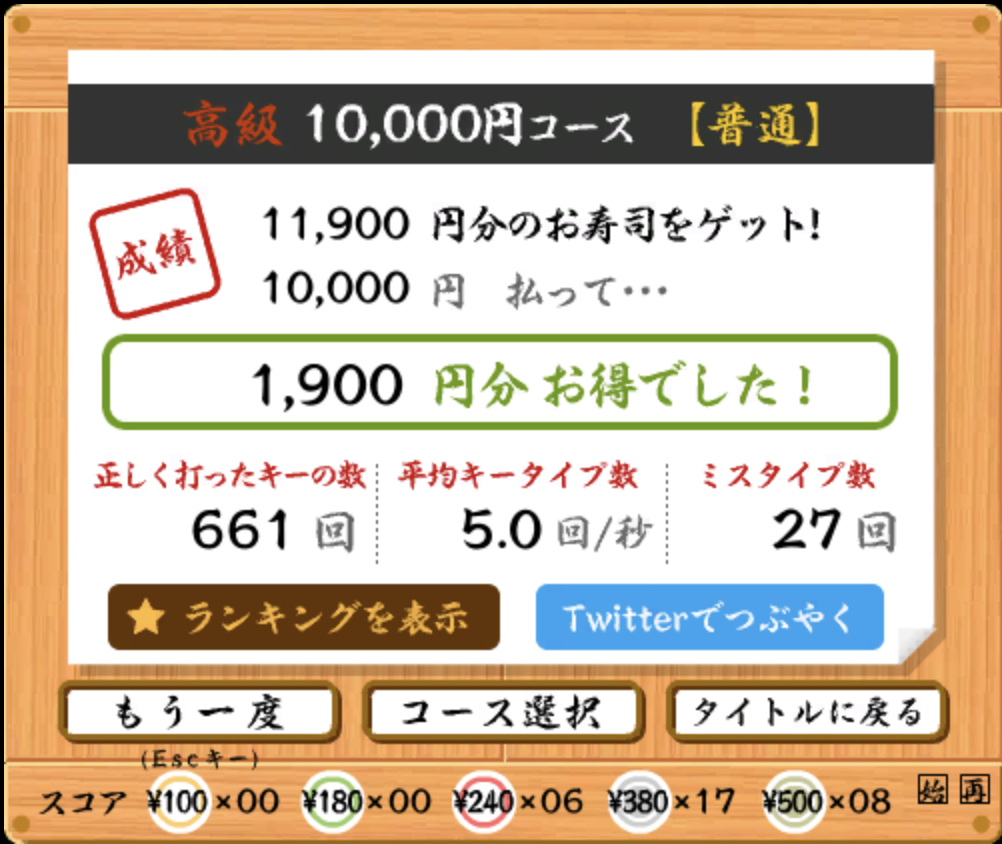 高級 10,000円コース 【普通】
成績
11,900 円分のお寿司をゲット!
10,000 円 払って…
1,900 円分 お得でした！
正しく打ったキーの数 平均キータイプ数 ミスタイプ数
661 回 5.0 回/秒 27 回
★ ランキングを表示 Twitterでつぶやく
もう一度 コース選択 タイトルに戻る
(Escキー)
スコア ¥100×00 ¥180×00 ¥240×06 ¥380×17 ¥500×08 始 再